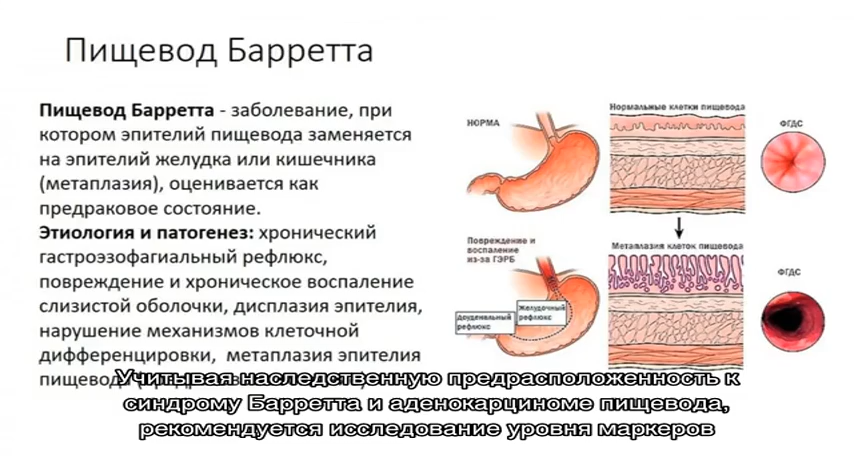 Пищевод Барретта
Пищевод Барретта - заболевание, при
котором эпителий пищевода заменяется
на эпителий желудка или кишечника
(метаплазия), оценивается как
предраковое состояние.
Этиология и патогенез: хронический
гастроэзофагиальный рефлюкс,
повреждение и хроническое воспаление
слизистой оболочки, дисплазия эпителия,
нарушение механизмов клеточной
дифференцировки, метаплазия эпителия
НОРМА
Нормальные клетки пищевода
ФГДС
Повреждение и
воспаление
из-за ГЭРБ
Метаплазия клеток пищевода
ФГДС
Желудочный
рефлюкс
дуоденальный
рефлюкс
Учитывая наследственную предрасположенность к
синдрому Барретта и аденокарциноме пищевода,
рекомендуется исследование уровня маркеров